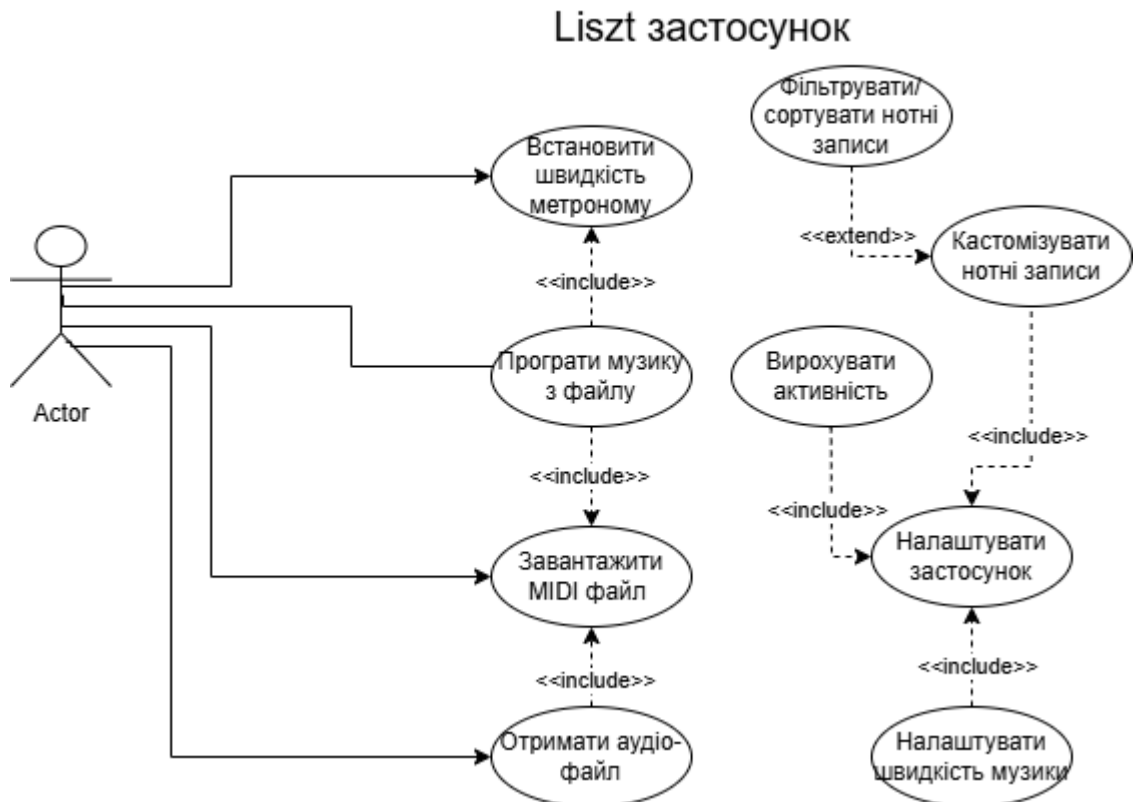 Liszt застосунок
Фільтрувати/
сортувати нотні
записи
Встановити
швидкість
метроному
<<extend>>
Кастомізувати
нотні записи
<<include>>
Програти музику
з файлу
Вирохувати
активність
Actor
<<include>>
<<include>>
<<include>>
Завантажити
MIDI файл
Налаштувати
застосунок
<<include>>
<<include>>
Отримати аудіо-
файл
Налаштувати
швидкість музики